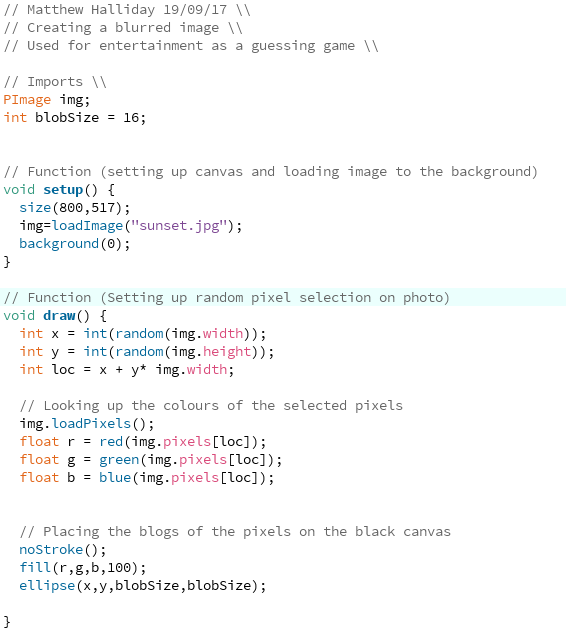 // Matthew Halliday 19/09/17 \\
// Creating a blurred image \\
// Used for entertainment as a guessing game \\
// Imports \\
PImage img;
int blobSize = 16;
// Function (setting up canvas and loading image to the background)
void setup() {
size(800,517);
img=loadImage("sunset.jpg");
background(0);
}
// Function (Setting up random pixel selection on photo)
void draw() {
int x = int(random(img.width));
int y = int(random(img.height));
int loc = x + y* img.width;
// Looking up the colours of the selected pixels
img.loadPixels();
float r = red(img.pixels[loc]);
float g = green(img.pixels[loc]);
float b = blue(img.pixels[loc]);
// Placing the blogs of the pixels on the black canvas
noStroke();
fill(r,g,b,100);
ellipse(x,y,blobSize,blobSize);
}